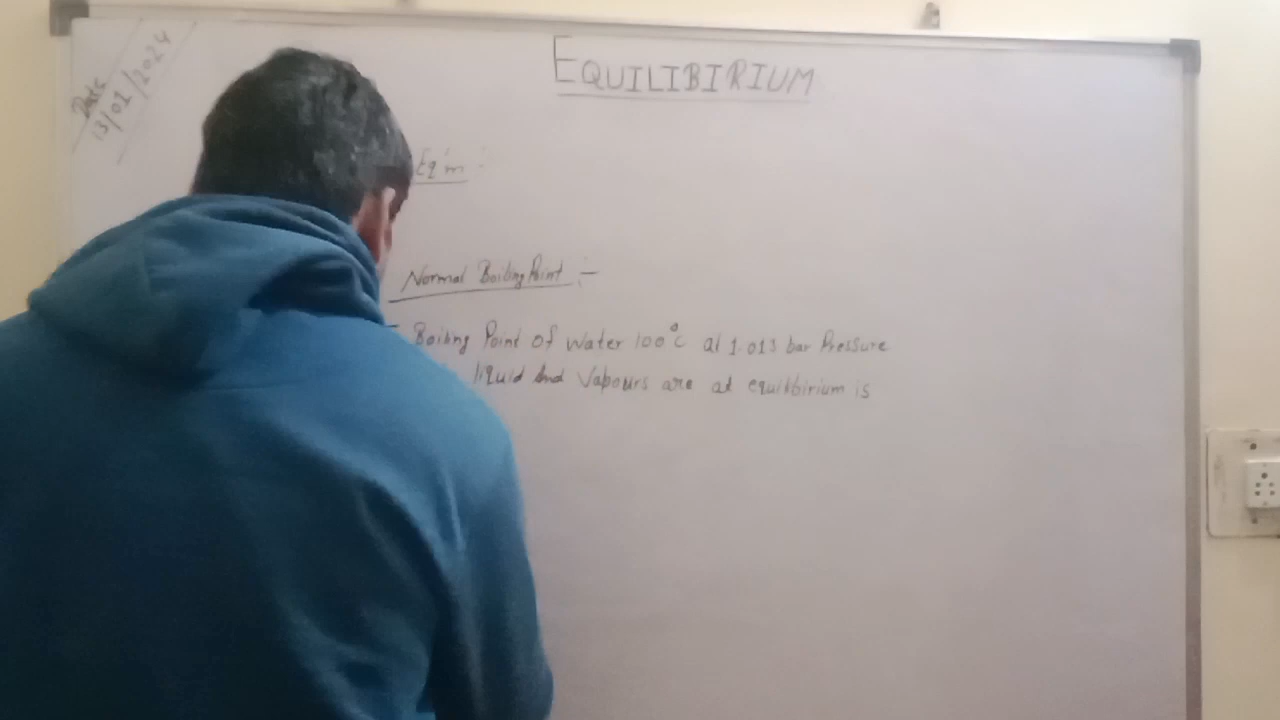 Date
13/01/2024
EQUILIBIRIUM
Eq'm :
Normal Boiling Point :-
Boiling Point of Water 100°C at 1.013 bar Pressure
liquid and Vapours are at equilibirium is